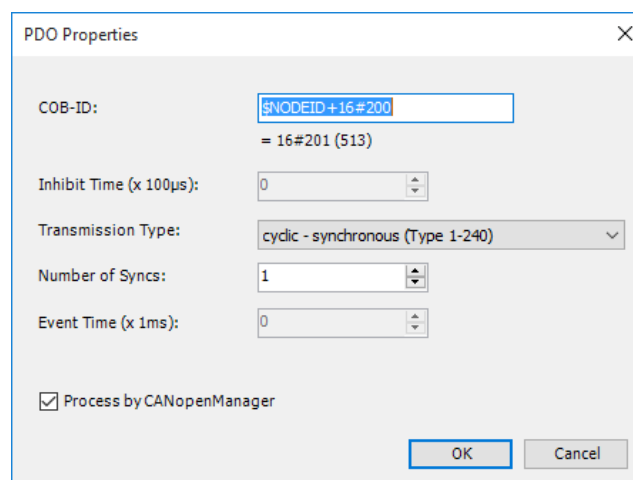 PDO Properties
COB-ID: $NODEID+16#200
= 16#201 (513)
Inhibit Time (x 100µs): 0
Transmission Type: cyclic - synchronous (Type 1-240)
Number of Syncs: 1
Event Time (x 1ms): 0
Process by CANopenManager
OK Cancel